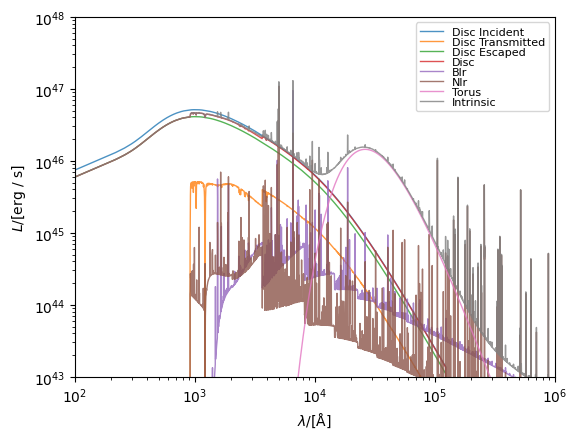 10^48
10^47
10^46
10^45
10^44
10^43
L/[erg / s]
Disc Incident
Disc Transmitted
Disc Escaped
Disc
Blr
Nlr
Torus
Intrinsic
10^2 10^3 10^4 10^5 10^6
λ/[Å]